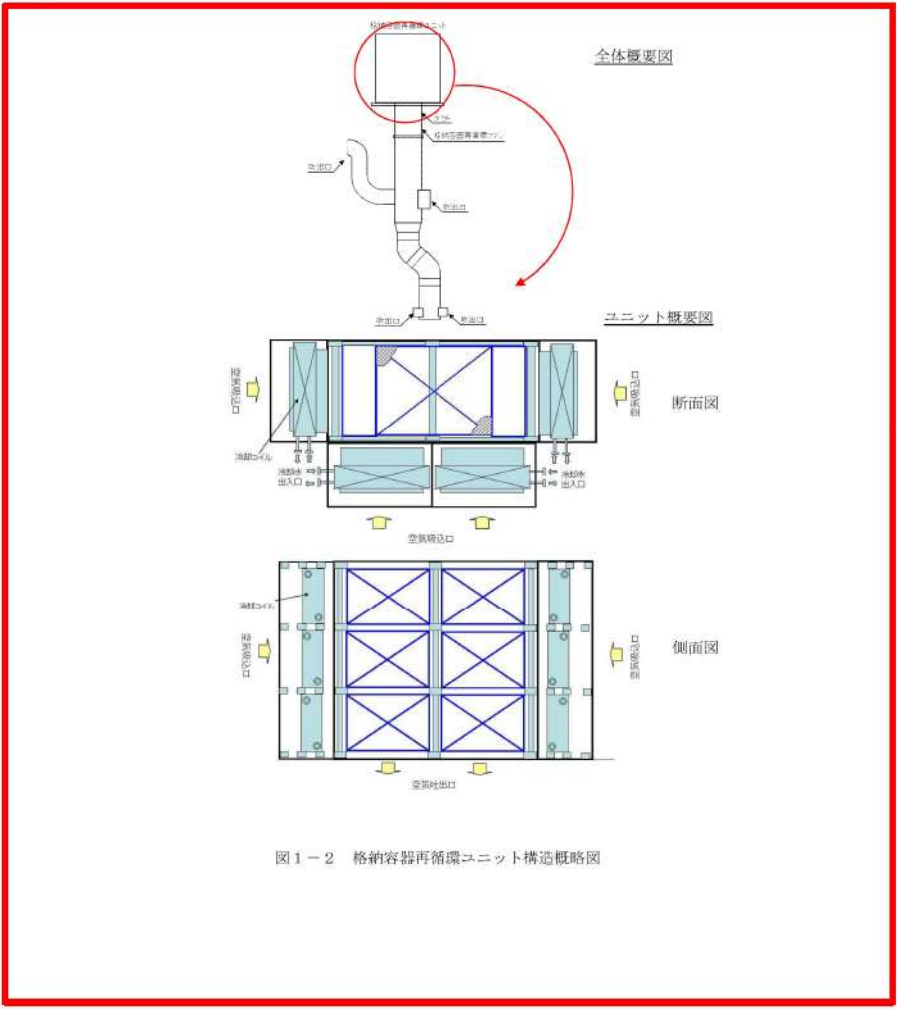 格納容器再循環ユニット
全体概要図
ダクト
格納容器再循環ファン
吐出口
吹出口
吹出口
吹出口
ユニット概要図
空気吸込口
空気吸込口
断面図
冷却コイル
冷却水
出入口
冷却水
出入口
空気吸込口
冷却コイル
空気吸込口
空気吸込口
側面図
空気吐出口
図1-2 格納容器再循環ユニット構造概略図